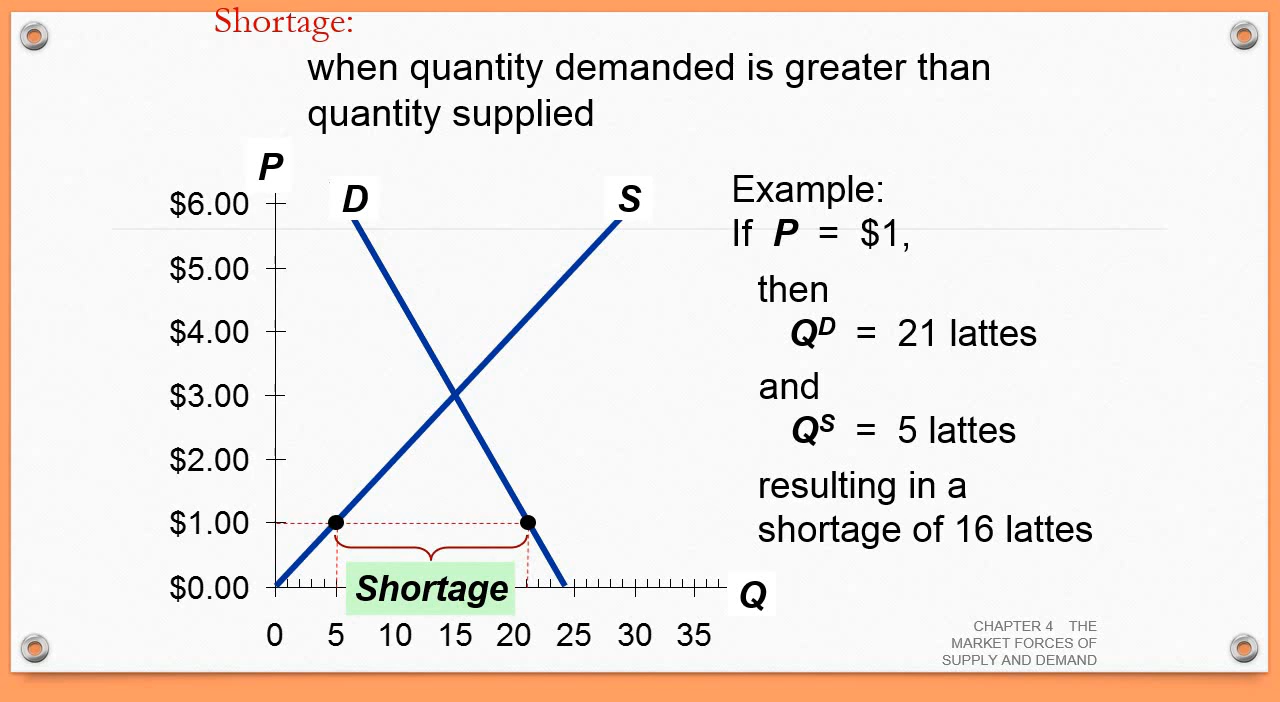 Shortage:
when quantity demanded is greater than
quantity supplied
P
D
S
$6.00
$5.00
$4.00
$3.00
$2.00
$1.00
$0.00
Shortage
Q
0 5 10 15 20 25 30 35
Example:
If P = $1,
then
QD = 21 lattes
and
QS = 5 lattes
resulting in a
shortage of 16 lattes
CHAPTER 4 THE
MARKET FORCES OF
SUPPLY AND DEMAND